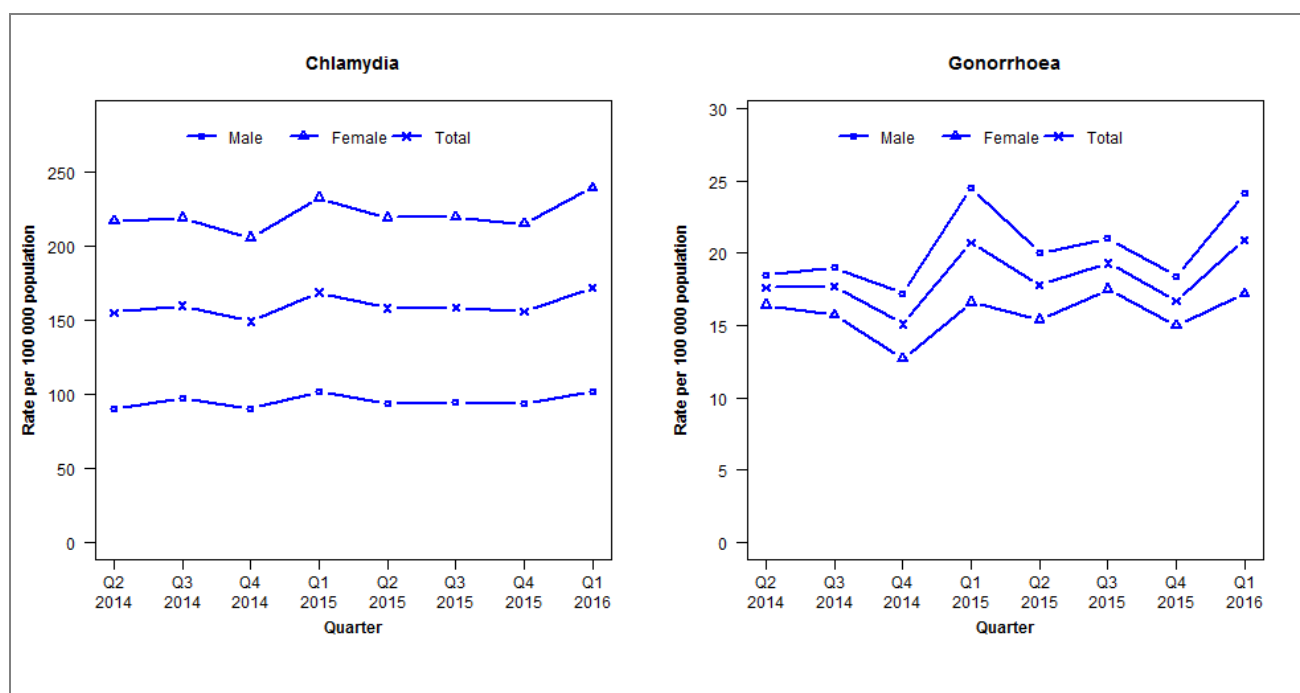 Chlamydia
Male Female Total
Rate per 100 000 population
250
200
150
100
50
0
Q2 Q3 Q4 Q1 Q2 Q3 Q4 Q1
2014 2014 2014 2015 2015 2015 2015 2016
Quarter
Gonorrhoea
Male Female Total
Rate per 100 000 population
30
25
20
15
10
5
0
Q2 Q3 Q4 Q1 Q2 Q3 Q4 Q1
2014 2014 2014 2015 2015 2015 2015 2016
Quarter